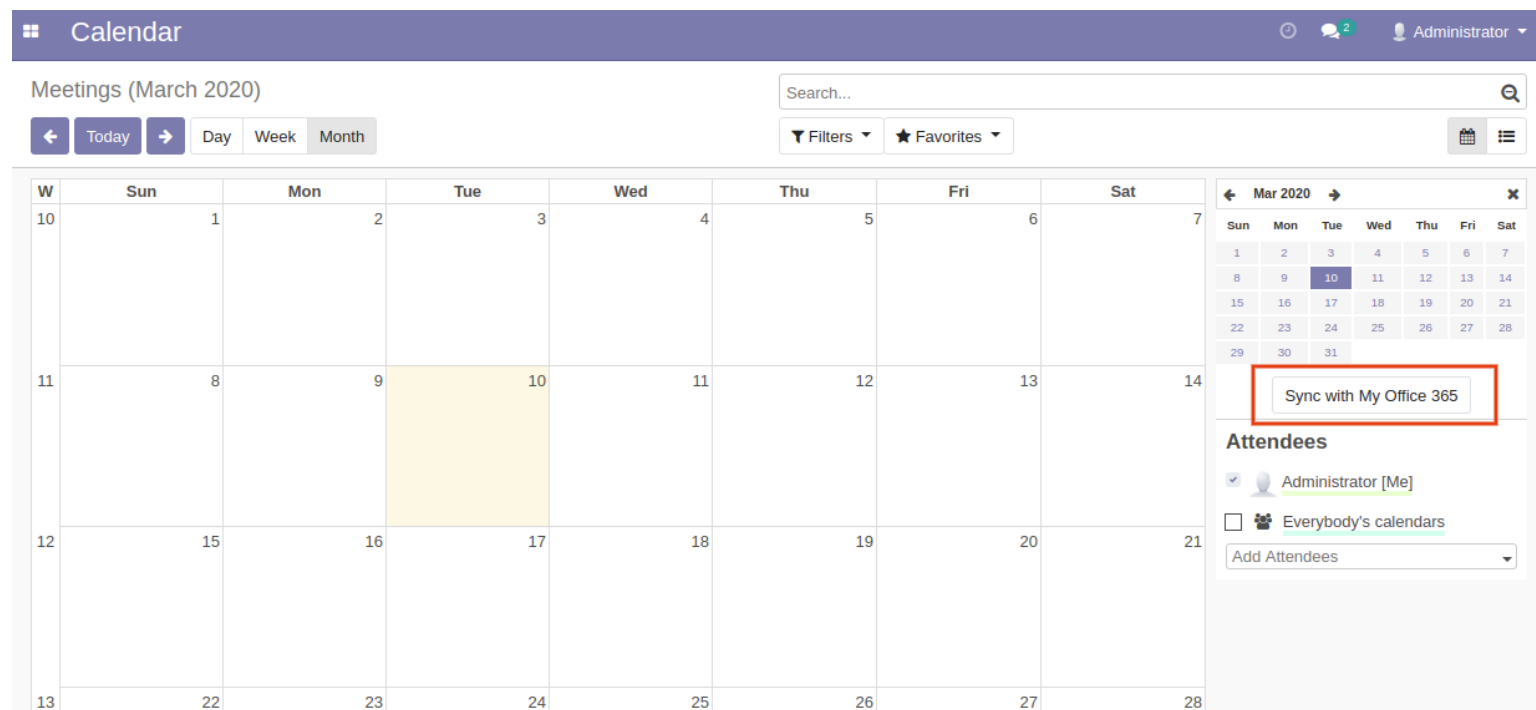 Calendar
2
Administrator
Meetings (March 2020)
Search...
Today
Day Week Month
Filters Favorites
W Sun Mon Tue Wed Thu Fri Sat
10 1 2 3 4 5 6 7
11 8 9 10 11 12 13 14
12 15 16 17 18 19 20 21
13 22 23 24 25 26 27 28
Mar 2020
Sun Mon Tue Wed Thu Fri Sat
1 2 3 4 5 6 7
8 9 10 11 12 13 14
15 16 17 18 19 20 21
22 23 24 25 26 27 28
29 30 31
Sync with My Office 365
Attendees
Administrator [Me]
Everybody's calendars
Add Attendees